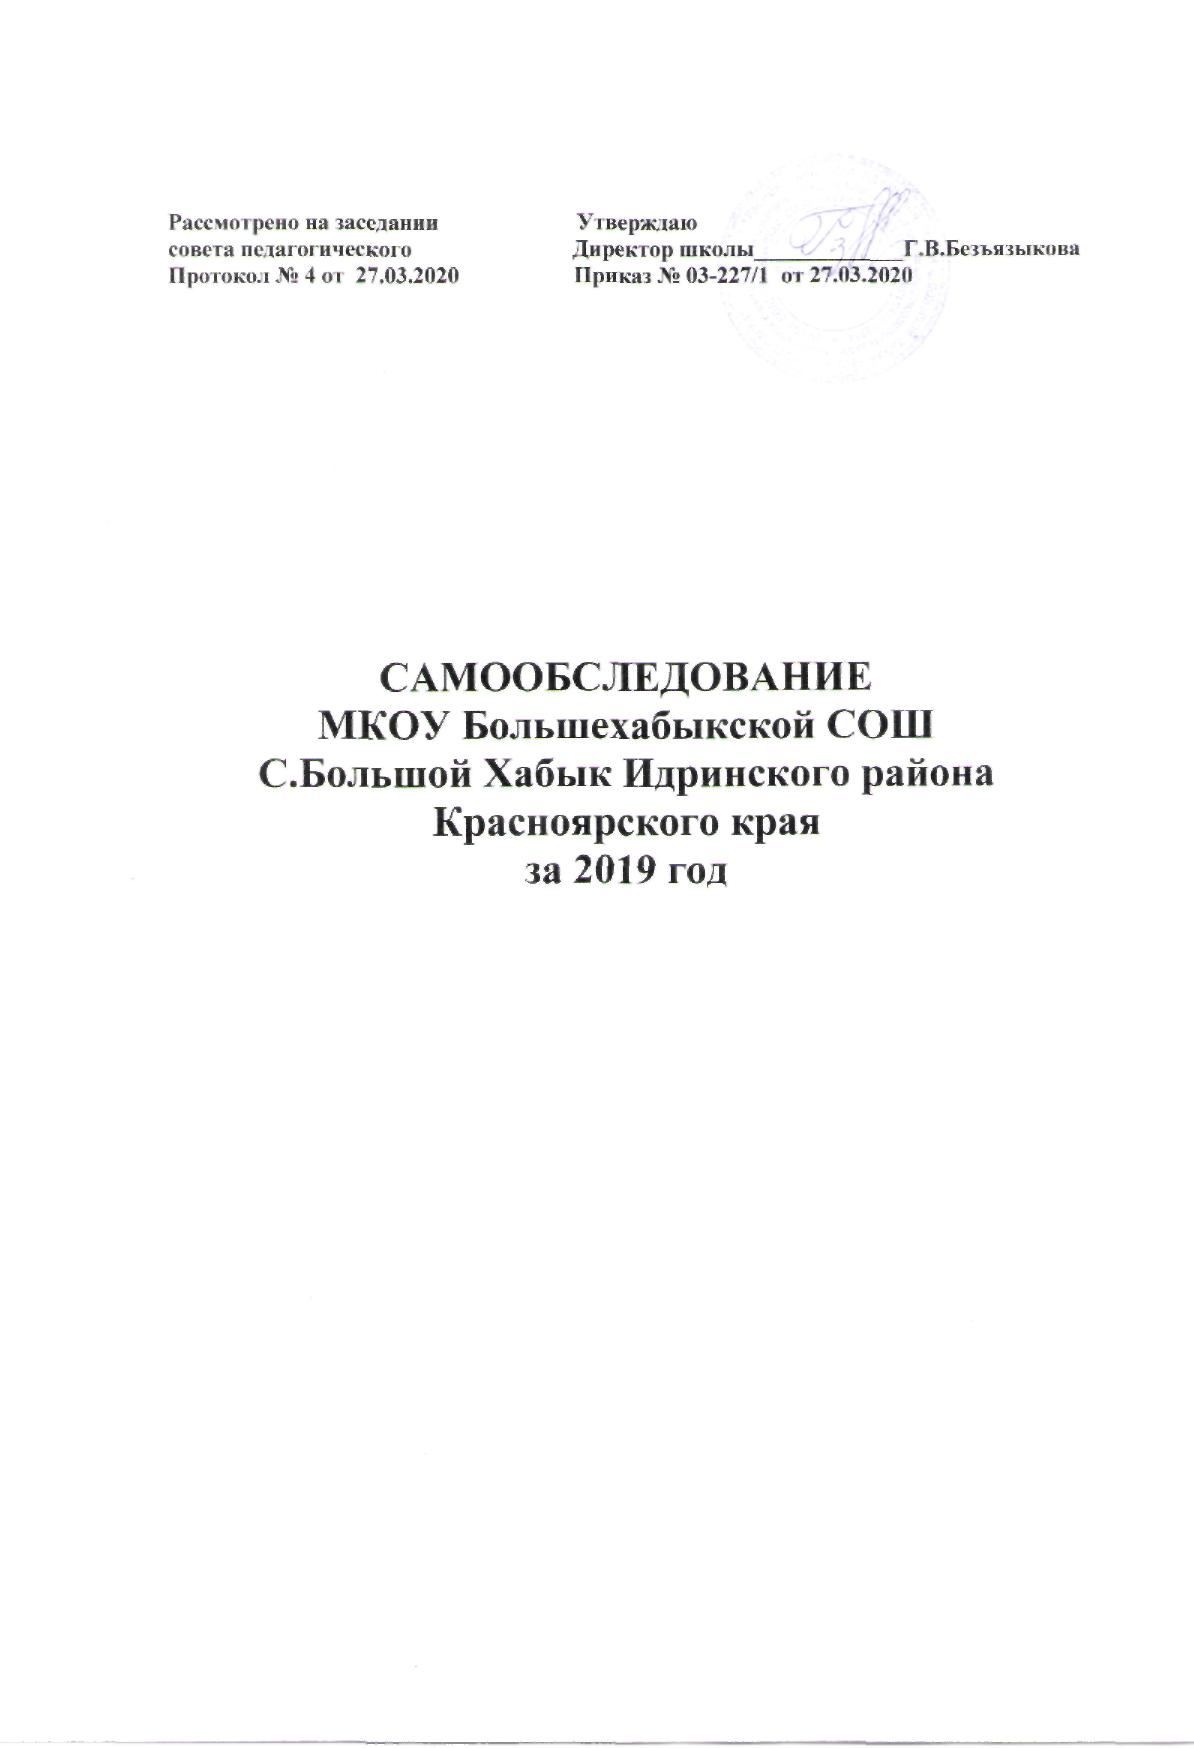 Рассмотрено на заседании Утверждаю
совета педагогического Директор школы______________Г.В.Безъязыкова
Протокол № 4 от 27.03.2020 Приказ № 03-227/1 от 27.03.2020
САМООБСЛЕДОВАНИЕ
МКОУ Большехабыкской СОШ
С.Большой Хабык Идринского района
Красноярского края
за 2019 год